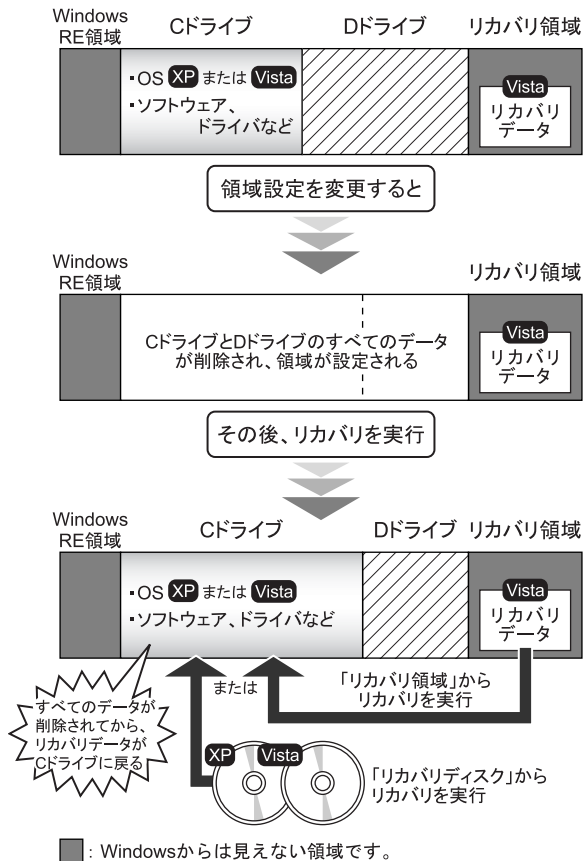 Windows
RE領域
Cドライブ
Dドライブ
リカバリ領域
▪OS XP または Vista
▪ソフトウェア、
ドライバなど
Vista
リカバリ
データ
領域設定を変更すると
Windows
RE領域
リカバリ領域
CドライブとDドライブのすべてのデータ
が削除され、領域が設定される
Vista
リカバリ
データ
その後、リカバリを実行
Windows
RE領域
Cドライブ
Dドライブ
リカバリ領域
▪OS XP または Vista
▪ソフトウェア、ドライバなど
Vista
リカバリ
データ
すべてのデータが
削除されてから、
リカバリデータが
Cドライブに戻る
または
「リカバリ領域」から
リカバリを実行
XP
Vista
「リカバリディスク」から
リカバリを実行
：Windowsからは見えない領域です。